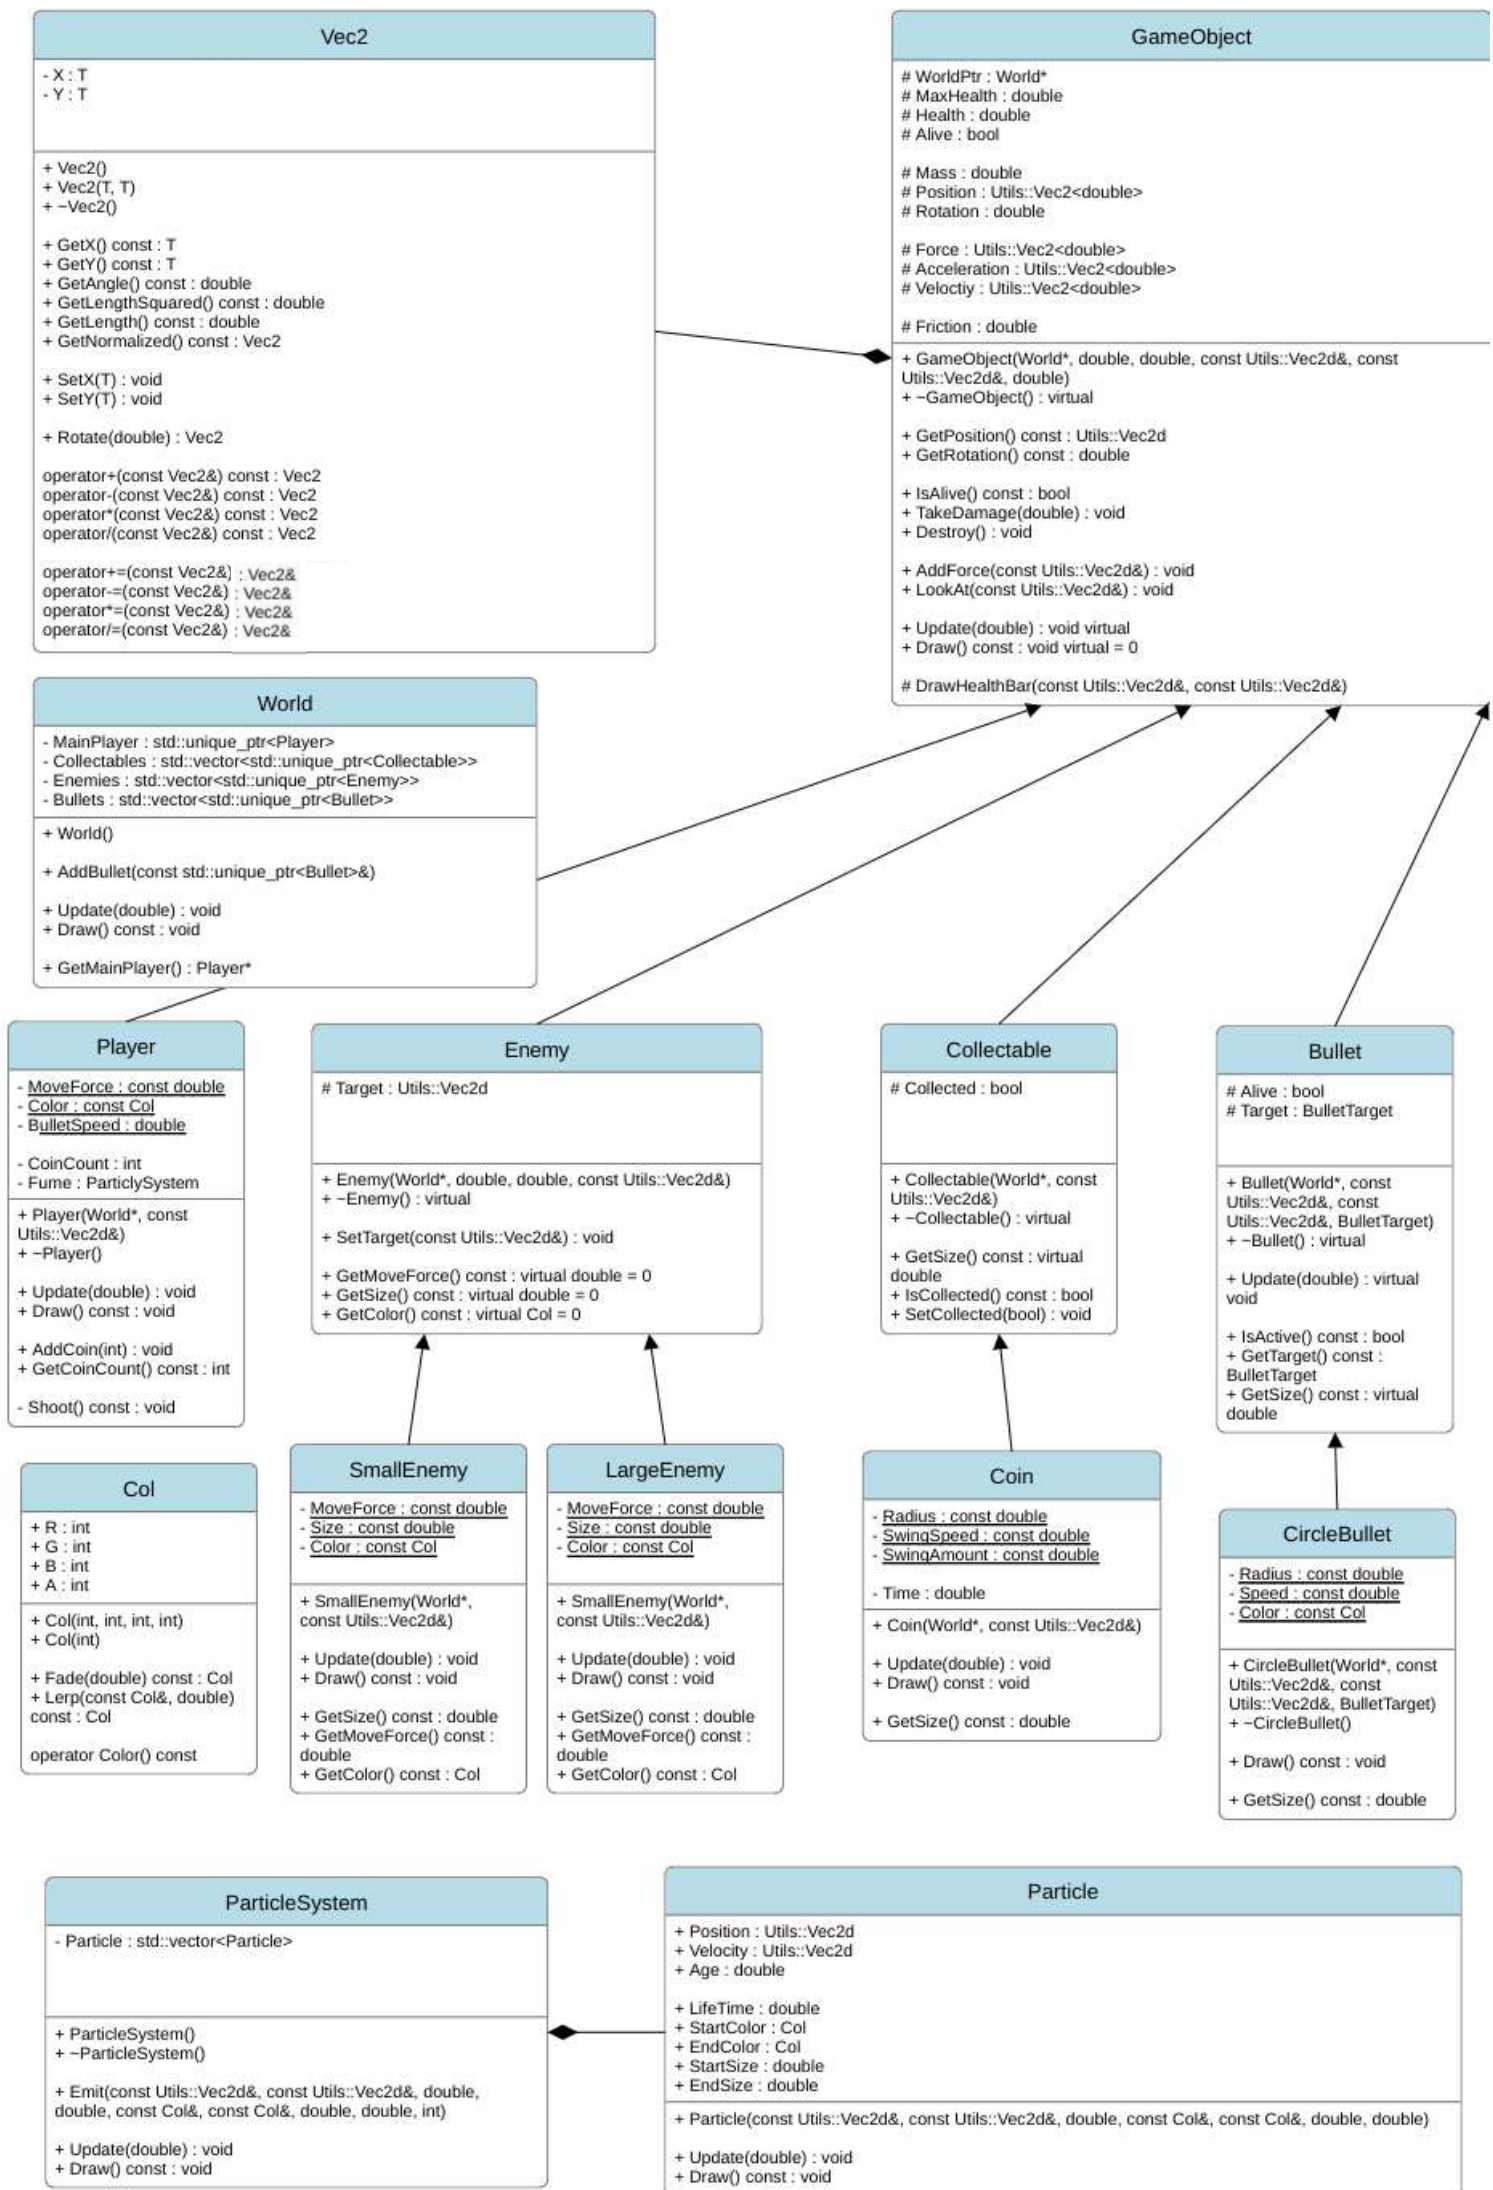 Vec2
- X : T
- Y : T
+ Vec2()
+ Vec2(T, T)
+ ~Vec2()
+ GetX() const : T
+ GetY() const : T
+ GetAngle() const : double
+ GetLengthSquared() const : double
+ GetLength() const : double
+ GetNormalized() const : Vec2
+ SetX(T) : void
+ SetY(T) : void
+ Rotate(double) : Vec2
operator+(const Vec2&) const : Vec2
operator-(const Vec2&) const : Vec2
operator*(const Vec2&) const : Vec2
operator/(const Vec2&) const : Vec2
operator+=(const Vec2&) : Vec2&
operator-=(const Vec2&) : Vec2&
operator*=(const Vec2&) : Vec2&
operator/=(const Vec2&) : Vec2&
GameObject
# WorldPtr : World*
# MaxHealth : double
# Health : double
# Alive : bool
# Mass : double
# Position : Utils::Vec2<double>
# Rotation : double
# Force : Utils::Vec2<double>
# Acceleration : Utils::Vec2<double>
# Veloctiy : Utils::Vec2<double>
# Friction : double
+ GameObject(World*, double, double, const Utils::Vec2d&, const
Utils::Vec2d&, double)
+ ~GameObject() : virtual
+ GetPosition() const : Utils::Vec2d
+ GetRotation() const : double
+ IsAlive() const : bool
+ TakeDamage(double) : void
+ Destroy() : void
+ AddForce(const Utils::Vec2d&) : void
+ LookAt(const Utils::Vec2d&) : void
+ Update(double) : void virtual
+ Draw() const : void virtual = 0
# DrawHealthBar(const Utils::Vec2d&, const Utils::Vec2d&)
World
- MainPlayer : std::unique_ptr<Player>
- Collectables : std::vector<std::unique_ptr<Collectable>>
- Enemies : std::vector<std::unique_ptr<Enemy>>
- Bullets : std::vector<std::unique_ptr<Bullet>>
+ World()
+ AddBullet(const std::unique_ptr<Bullet>&)
+ Update(double) : void
+ Draw() const : void
+ GetMainPlayer() : Player*
Player
- MoveForce : const double
- Color : const Col
- BulletSpeed : double
- CoinCount : int
- Fume : ParticlySystem
+ Player(World*, const
Utils::Vec2d&)
+ ~Player()
+ Update(double) : void
+ Draw() const : void
+ AddCoin(int) : void
+ GetCoinCount() const : int
- Shoot() const : void
Enemy
# Target : Utils::Vec2d
+ Enemy(World*, double, double, const Utils::Vec2d&)
+ ~Enemy() : virtual
+ SetTarget(const Utils::Vec2d&) : void
+ GetMoveForce() const : virtual double = 0
+ GetSize() const : virtual double = 0
+ GetColor() const : virtual Col = 0
Collectable
# Collected : bool
+ Collectable(World*, const
Utils::Vec2d&)
+ ~Collectable() : virtual
+ GetSize() const : virtual
double
+ IsCollected() const : bool
+ SetCollected(bool) : void
Bullet
# Alive : bool
# Target : BulletTarget
+ Bullet(World*, const
Utils::Vec2d&, const
Utils::Vec2d&, BulletTarget)
+ ~Bullet() : virtual
+ Update(double) : virtual
void
+ IsActive() const : bool
+ GetTarget() const :
BulletTarget
+ GetSize() const : virtual
double
Col
+ R : int
+ G : int
+ B : int
+ A : int
+ Col(int, int, int, int)
+ Col(int)
+ Fade(double) const : Col
+ Lerp(const Col&, double)
const : Col
operator Color() const
SmallEnemy
- MoveForce : const double
- Size : const double
- Color : const Col
+ SmallEnemy(World*,
const Utils::Vec2d&)
+ Update(double) : void
+ Draw() const : void
+ GetSize() const : double
+ GetMoveForce() const :
double
+ GetColor() const : Col
LargeEnemy
- MoveForce : const double
- Size : const double
- Color : const Col
+ SmallEnemy(World*,
const Utils::Vec2d&)
+ Update(double) : void
+ Draw() const : void
+ GetSize() const : double
+ GetMoveForce() const :
double
+ GetColor() const : Col
Coin
- Radius : const double
- SwingSpeed : const double
- SwingAmount : const double
- Time : double
+ Coin(World*, const Utils::Vec2d&)
+ Update(double) : void
+ Draw() const : void
+ GetSize() const : double
CircleBullet
- Radius : const double
- Speed : const double
- Color : const Col
+ CircleBullet(World*, const
Utils::Vec2d&, const
Utils::Vec2d&, BulletTarget)
+ ~CircleBullet()
+ Draw() const : void
+ GetSize() const : double
ParticleSystem
- Particle : std::vector<Particle>
+ ParticleSystem()
+ ~ParticleSystem()
+ Emit(const Utils::Vec2d&, const Utils::Vec2d&, double,
double, const Col&, const Col&, double, double, int)
+ Update(double) : void
+ Draw() const : void
Particle
+ Position : Utils::Vec2d
+ Velocity : Utils::Vec2d
+ Age : double
+ LifeTime : double
+ StartColor : Col
+ EndColor : Col
+ StartSize : double
+ EndSize : double
+ Particle(const Utils::Vec2d&, const Utils::Vec2d&, double, const Col&, const Col&, double, double)
+ Update(double) : void
+ Draw() const : void